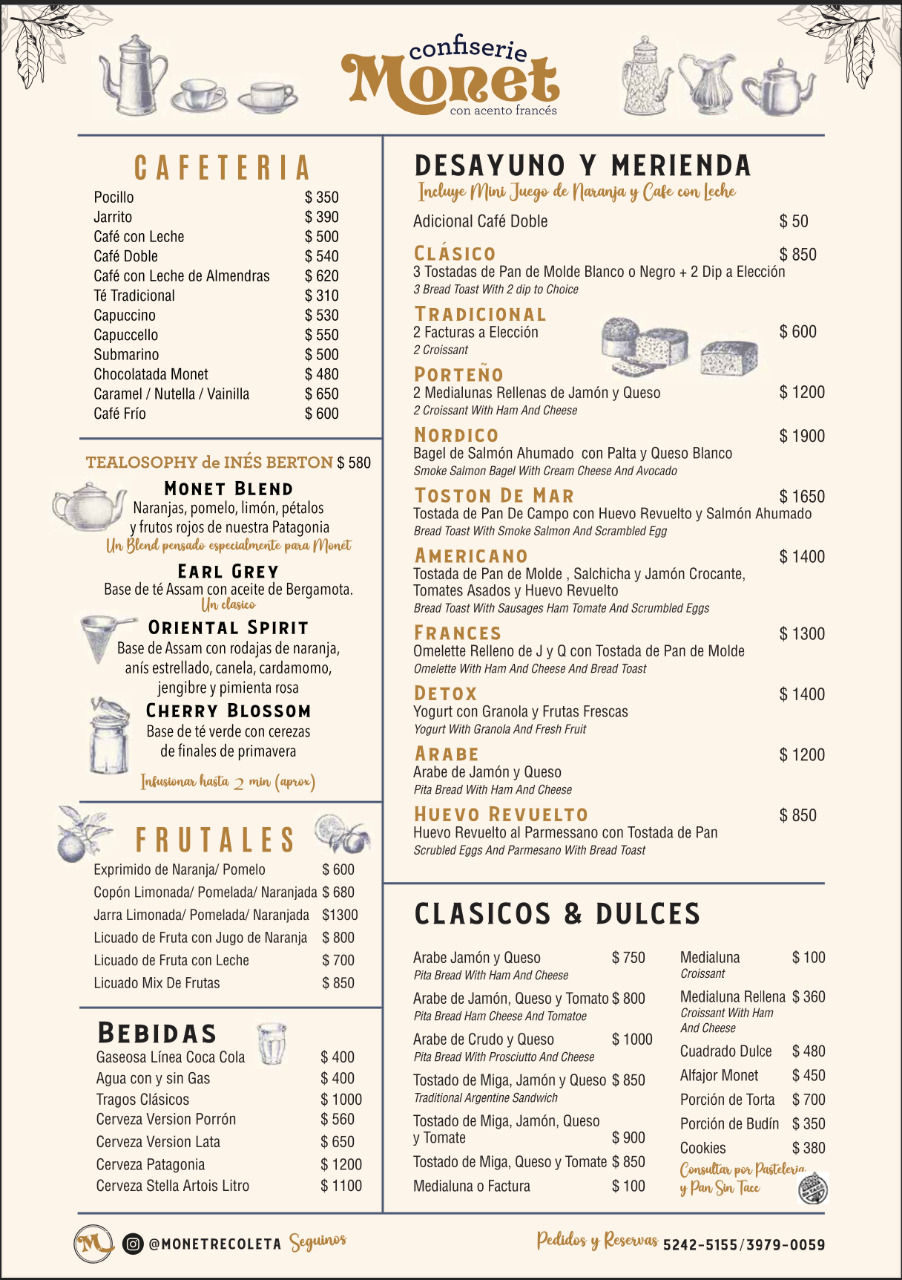 confiserie
Monet
con acento francés
CAFETERIA
Pocillo $ 350
Jarrito $ 390
Café con Leche $ 500
Café Doble $ 540
Café con Leche de Almendras $ 620
Té Tradicional $ 310
Capuccino $ 530
Capuccello $ 550
Submarino $ 500
Chocolatada Monet $ 480
Caramel / Nutella / Vainilla $ 650
Café Frío $ 600
TEALOSOPHY de INÉS BERTON $ 580
MONET BLEND
Naranjas, pomelo, limón, pétalos
y frutos rojos de nuestra Patagonia
Un Blend pensado especialmente para Monet
EARL GREY
Base de té Assam con aceite de Bergamota.
Un clasico
ORIENTAL SPIRIT
Base de Assam con rodajas de naranja,
anís estrellado, canela, cardamomo,
jengibre y pimienta rosa
CHERRY BLOSSOM
Base de té verde con cerezas
de finales de primavera
Infusionar hasta 2 min (aprox)
FRUTALES
Exprimido de Naranja/ Pomelo $ 600
Copón Limonada/ Pomelada/ Naranjada $ 680
Jarra Limonada/ Pomelada/ Naranjada $1300
Licuado de Fruta con Jugo de Naranja $ 800
Licuado de Fruta con Leche $ 700
Licuado Mix De Frutas $ 850
BEBIDAS
Gaseosa Línea Coca Cola $ 400
Agua con y sin Gas $ 400
Tragos Clásicos $ 1000
Cerveza Version Porrón $ 560
Cerveza Version Lata $ 650
Cerveza Patagonia $ 1200
Cerveza Stella Artois Litro $ 1100
DESAYUNO Y MERIENDA
Incluye Mini Juego de Naranja y Cafe con Leche
Adicional Café Doble $ 50
CLÁSICO $ 850
3 Tostadas de Pan de Molde Blanco o Negro + 2 Dip a Elección
3 Bread Toast With 2 dip to Choice
TRADICIONAL
2 Facturas a Elección $ 600
2 Croissant
PORTEÑO
2 Medialunas Rellenas de Jamón y Queso $ 1200
2 Croissant With Ham And Cheese
NORDICO $ 1900
Bagel de Salmón Ahumado con Palta y Queso Blanco
Smoke Salmon Bagel With Cream Cheese And Avocado
TOSTON DE MAR $ 1650
Tostada de Pan De Campo con Huevo Revuelto y Salmón Ahumado
Bread Toast With Smoke Salmon And Scrambled Egg
AMERICANO $ 1400
Tostada de Pan de Molde , Salchicha y Jamón Crocante,
Tomates Asados y Huevo Revuelto
Bread Toast With Sausages Ham Tomate And Scrumbled Eggs
FRANCES $ 1300
Omelette Relleno de J y Q con Tostada de Pan de Molde
Omelette With Ham And Cheese And Bread Toast
DETOX $ 1400
Yogurt con Granola y Frutas Frescas
Yogurt With Granola And Fresh Fruit
ARABE $ 1200
Arabe de Jamón y Queso
Pita Bread With Ham And Cheese
HUEVO REVUELTO $ 850
Huevo Revuelto al Parmessano con Tostada de Pan
Scrubled Eggs And Parmesano With Bread Toast
CLASICOS & DULCES
Arabe Jamón y Queso $ 750
Pita Bread With Ham And Cheese
Arabe de Jamón, Queso y Tomato $ 800
Pita Bread Ham Cheese And Tomatoe
Arabe de Crudo y Queso $ 1000
Pita Bread With Prosciutto And Cheese
Tostado de Miga, Jamón y Queso $ 850
Traditional Argentine Sandwich
Tostado de Miga, Jamón, Queso
y Tomate $ 900
Tostado de Miga, Queso y Tomate $ 850
Medialuna o Factura $ 100
Medialuna $ 100
Croissant
Medialuna Rellena $ 360
Croissant With Ham
And Cheese
Cuadrado Dulce $ 480
Alfajor Monet $ 450
Porción de Torta $ 700
Porción de Budín $ 350
Cookies $ 380
Consultar por Pasteleria
y Pan Sin Tacc
M
@MONETRECOLETA Seguinos
Pedidos y Reservas 5242-5155/3979-0059